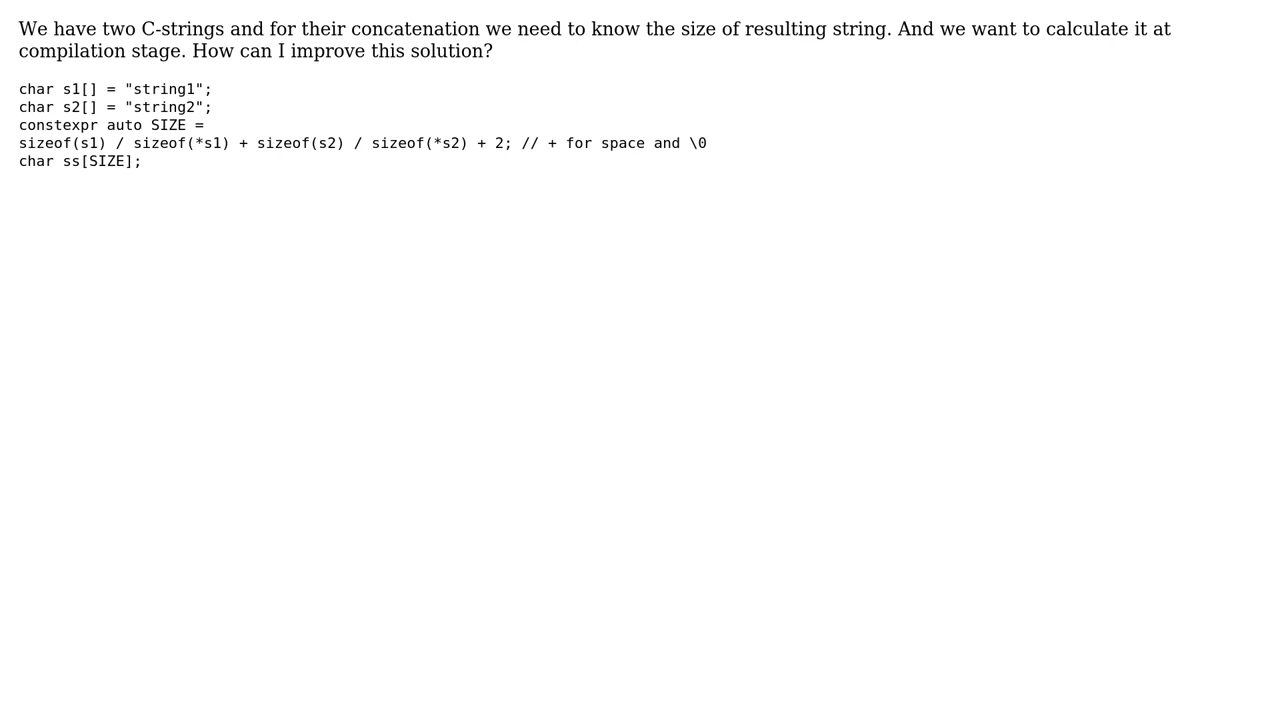 We have two C-strings and for their concatenation we need to know the size of resulting string. And we want to calculate it at
compilation stage. How can I improve this solution?
char s1[] = "string1";
char s2[] = "string2";
constexpr auto SIZE =
sizeof(s1) / sizeof(*s1) + sizeof(s2) / sizeof(*s2) + 2; // + for space and \0
char ss[SIZE];